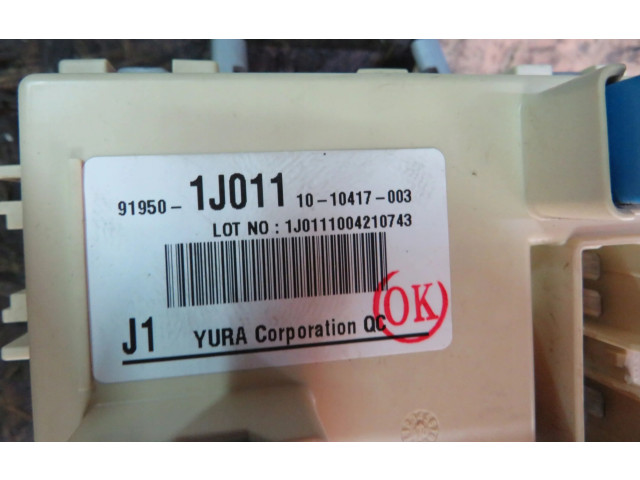 91950-1J011 10-10417-003
LOT NO : 1J0111004210743
J1 YURA Corporation QC
OK